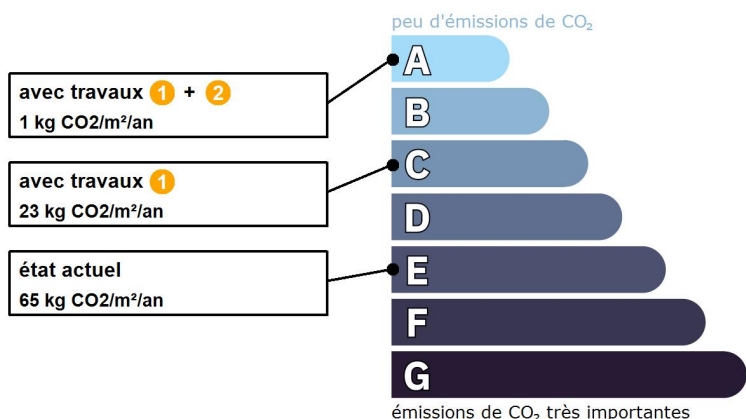 peu d'émissions de CO₂
A
avec travaux 1 + 2
1 kg CO2/m²/an
B
avec travaux 1
23 kg CO2/m²/an
C
D
état actuel
65 kg CO2/m²/an
E
F
G
émissions de CO₂ très importantes